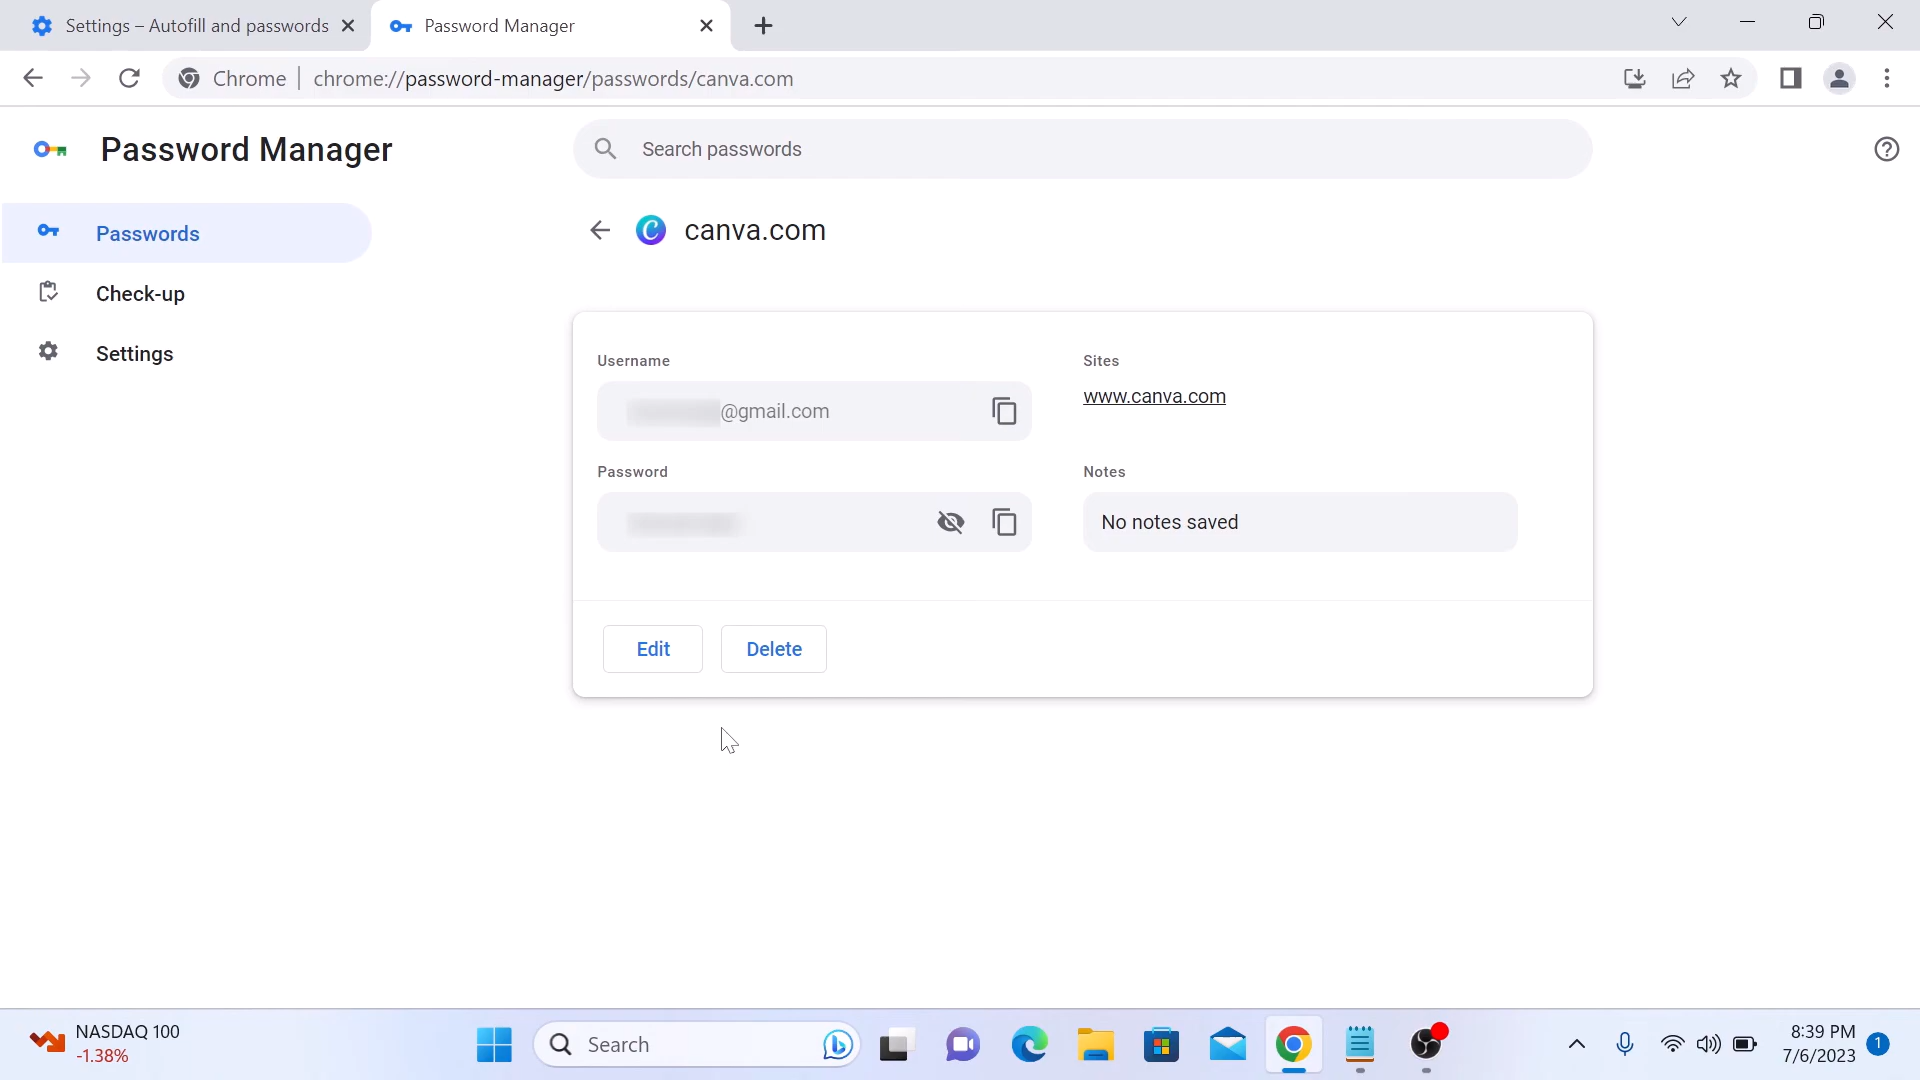 Settings – Autofill and passwords
Password Manager
Chrome
chrome://password-manager/passwords/canva.com
Password Manager
Search passwords
Passwords
Check-up
Settings
canva.com
Username
@gmail.com
Sites
www.canva.com
Password
Notes
No notes saved
Edit
Delete
NASDAQ 100
-1.38%
Search
8:39 PM
7/6/2023
1